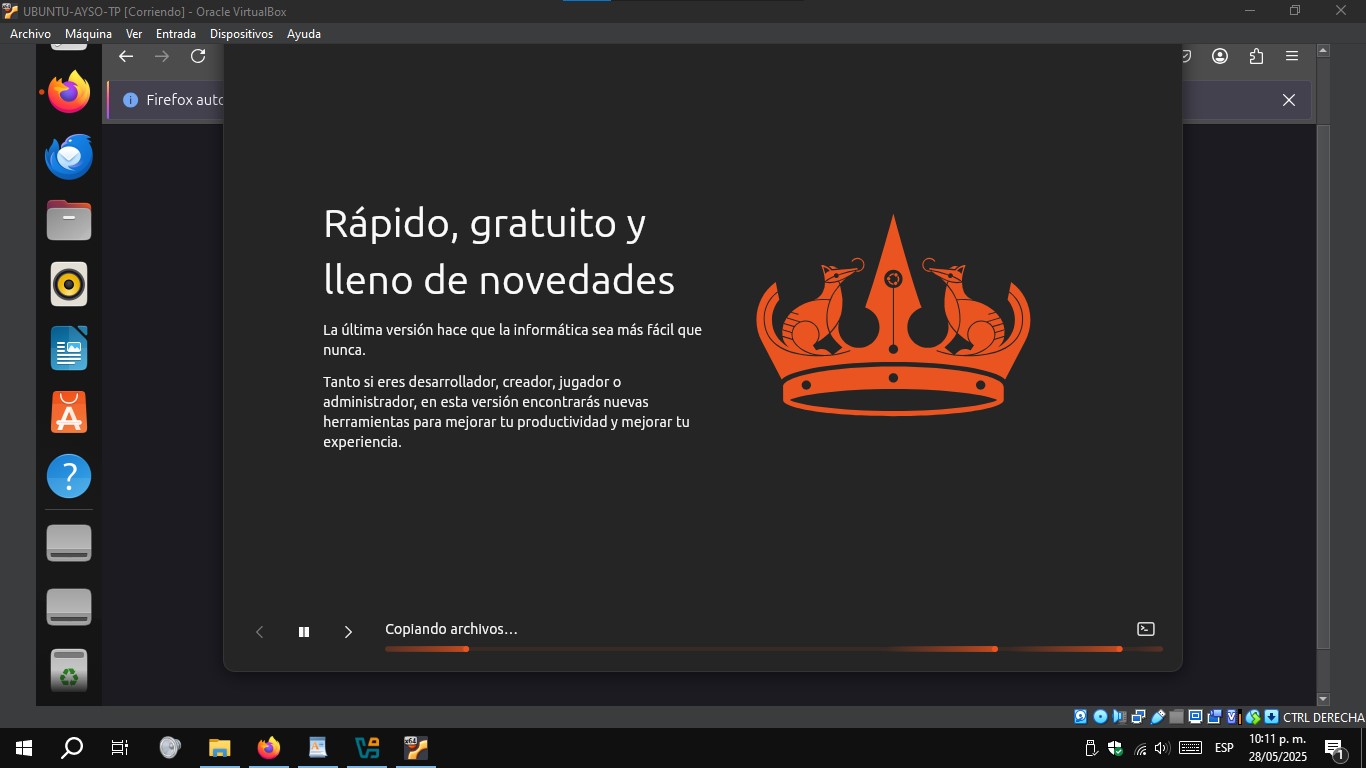 UBUNTU-AYSO-TP [Corriendo] - Oracle VirtualBox
Archivo Máquina Ver Entrada Dispositivos Ayuda
Firefox auto
Rápido, gratuito y
lleno de novedades
La última versión hace que la informática sea más fácil que
nunca.
Tanto si eres desarrollador, creador, jugador o
administrador, en esta versión encontrarás nuevas
herramientas para mejorar tu productividad y mejorar tu
experiencia.
Copiando archivos...
CTRL DERECHA
ESP
10:11 p. m.
28/05/2025
1